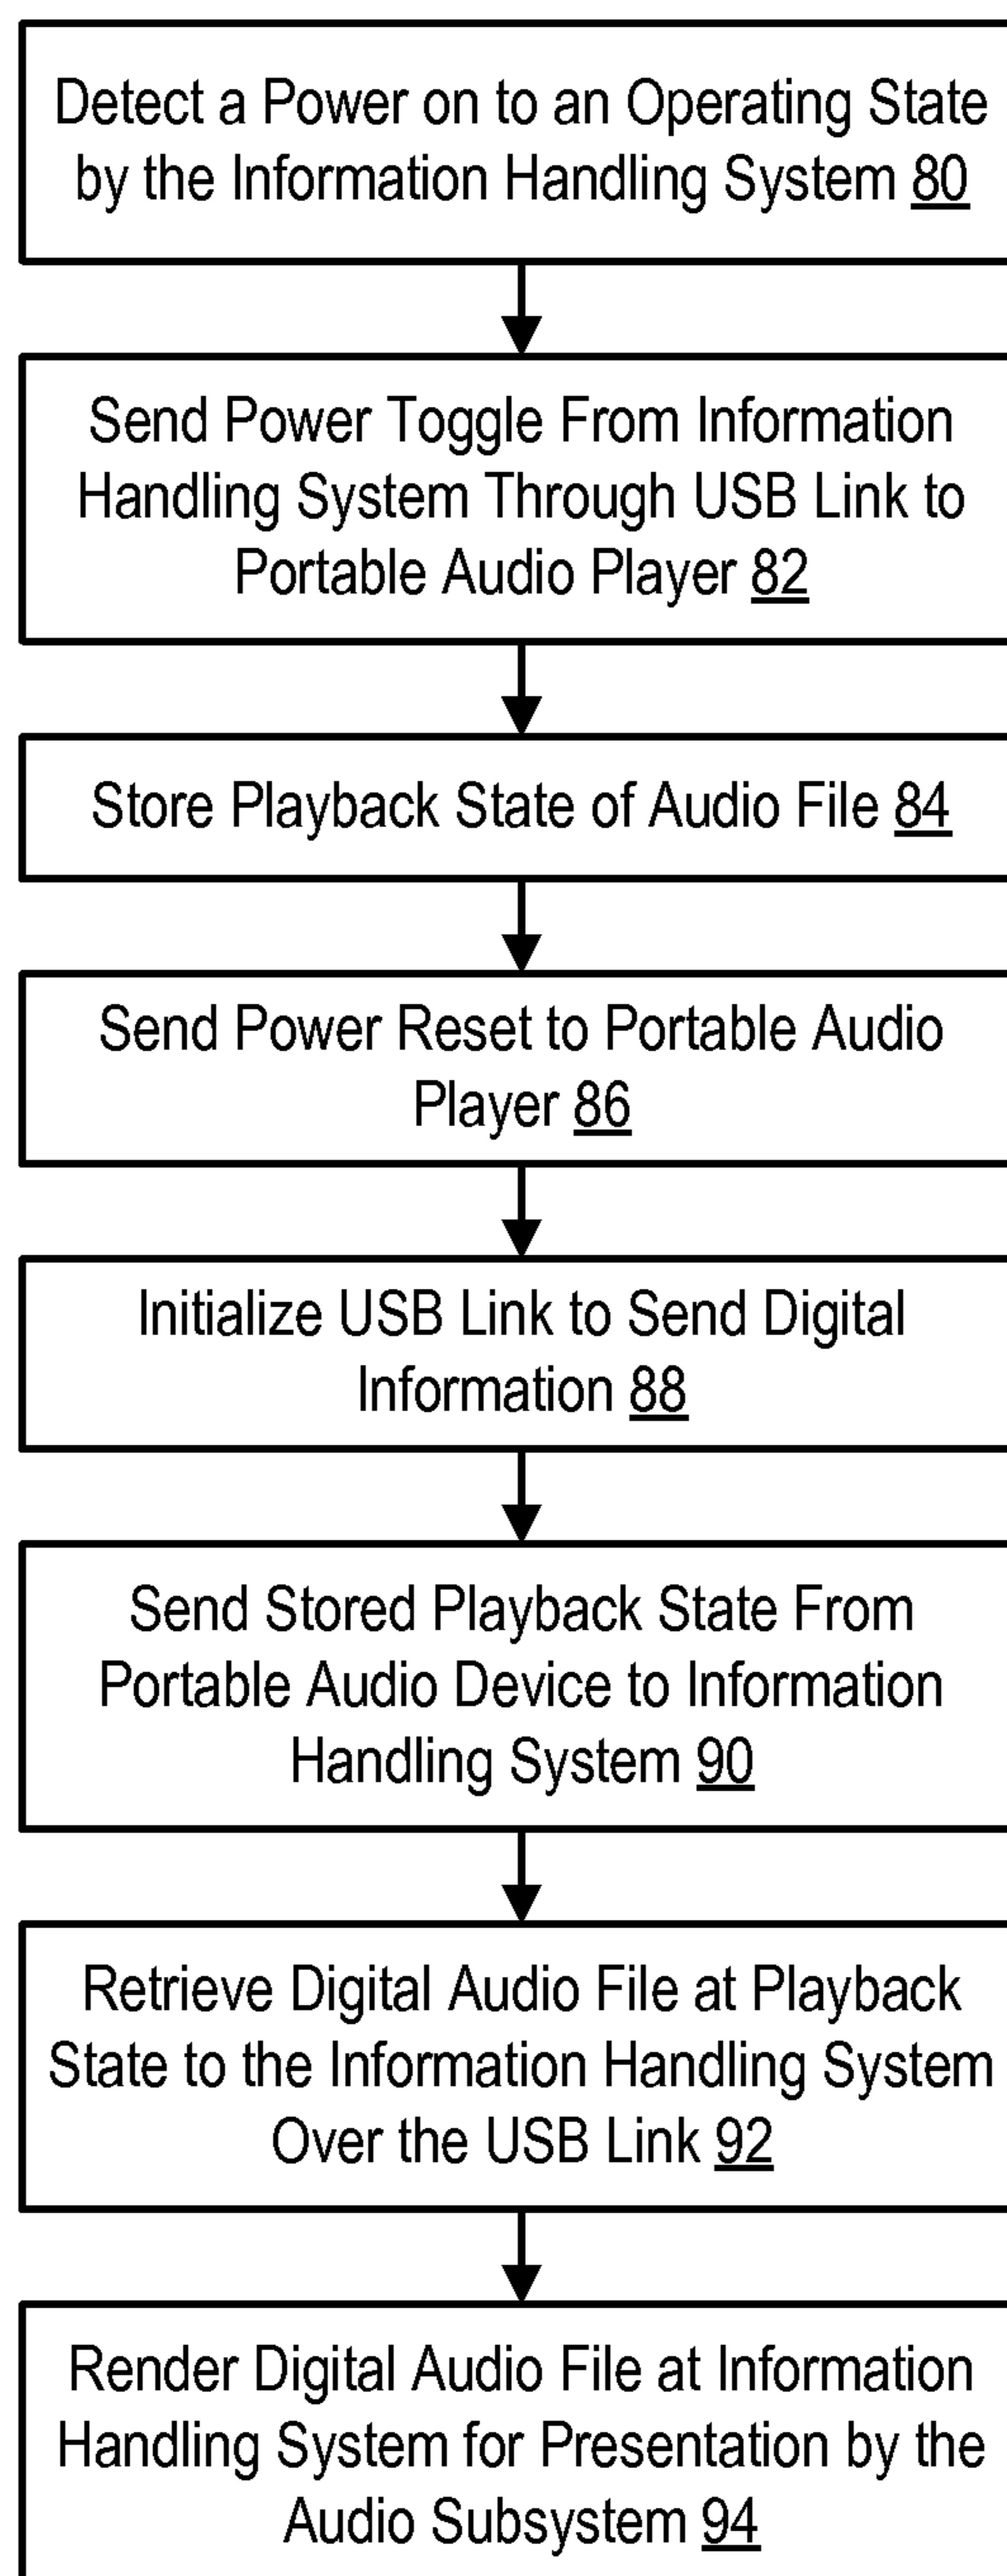 Detect a Power on to an Operating State
by the Information Handling System 80
Send Power Toggle From Information
Handling System Through USB Link to
Portable Audio Player 82
Store Playback State of Audio File 84
Send Power Reset to Portable Audio
Player 86
Initialize USB Link to Send Digital
Information 88
Send Stored Playback State From
Portable Audio Device to Information
Handling System 90
Retrieve Digital Audio File at Playback
State to the Information Handling System
Over the USB Link 92
Render Digital Audio File at Information
Handling System for Presentation by the
Audio Subsystem 94